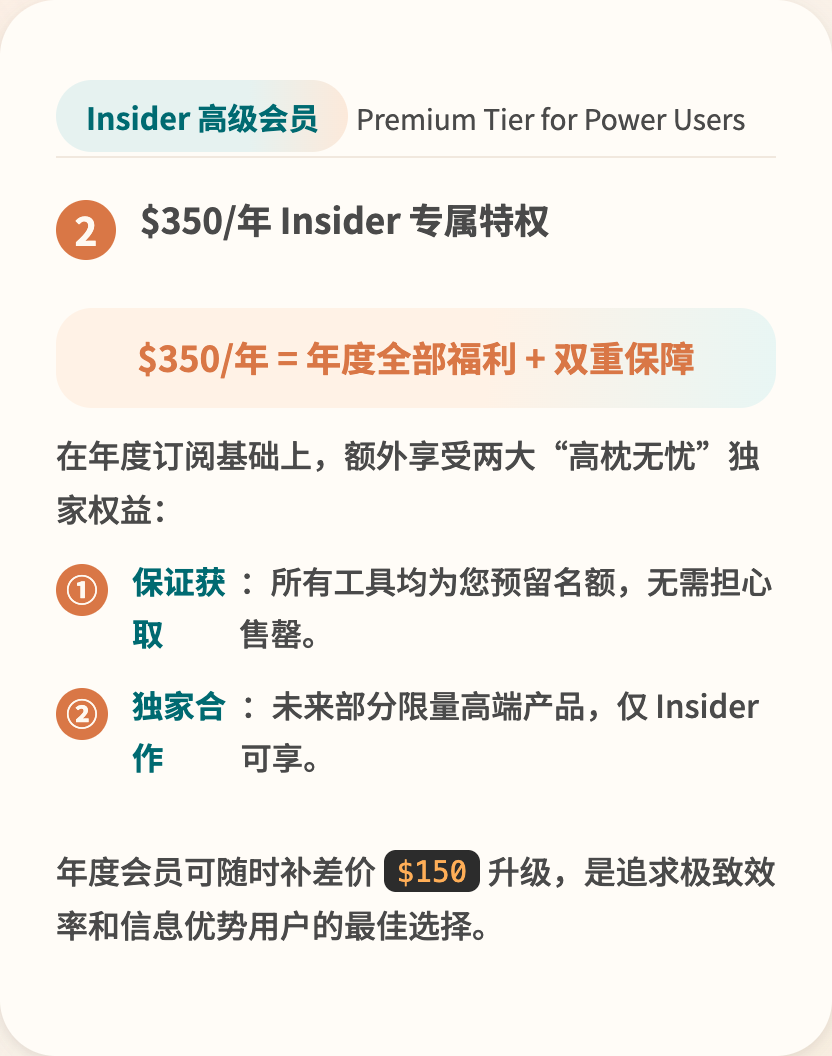 Insider 高级会员 Premium Tier for Power Users
2 $350/年 Insider 专属特权
$350/年 = 年度全部福利 + 双重保障
在年度订阅基础上，额外享受两大“高枕无忧”独
家权益：
① 保证获取 ：所有工具均为您预留名额，无需担心
售罄。
② 独家合作 ：未来部分限量高端产品，仅 Insider
可享。
年度会员可随时补差价 $150 升级，是追求极致效
率和信息优势用户的最佳选择。